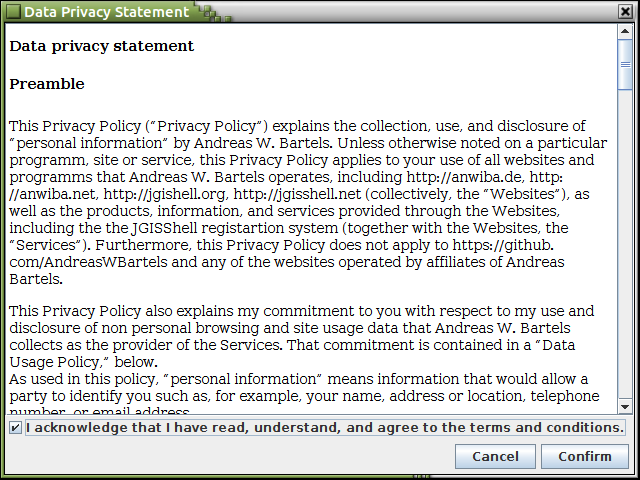 Data Privacy Statement
Data privacy statement
Preamble
This Privacy Policy (“Privacy Policy”) explains the collection, use, and disclosure of
“personal information” by Andreas W. Bartels. Unless otherwise noted on a particular
programm, site or service, this Privacy Policy applies to your use of all websites and
programms that Andreas W. Bartels operates, including http://anwiba.de, http:
//anwiba.net, http://jgishell.org, http://jgisshell.net (collectively, the “Websites”), as
well as the products, information, and services provided through the Websites,
including the the JGISShell registartion system (together with the Websites, the
“Services”). Furthermore, this Privacy Policy does not apply to https://github.
com/AndreasWBartels and any of the websites operated by affiliates of Andreas
Bartels.
This Privacy Policy also explains my commitment to you with respect to my use and
disclosure of non personal browsing and site usage data that Andreas W. Bartels
collects as the provider of the Services. That commitment is contained in a “Data
Usage Policy,” below.
As used in this policy, “personal information” means information that would allow a
party to identify you such as, for example, your name, address or location, telephone
number, or email address.
I acknowledge that I have read, understand, and agree to the terms and conditions.
Cancel Confirm